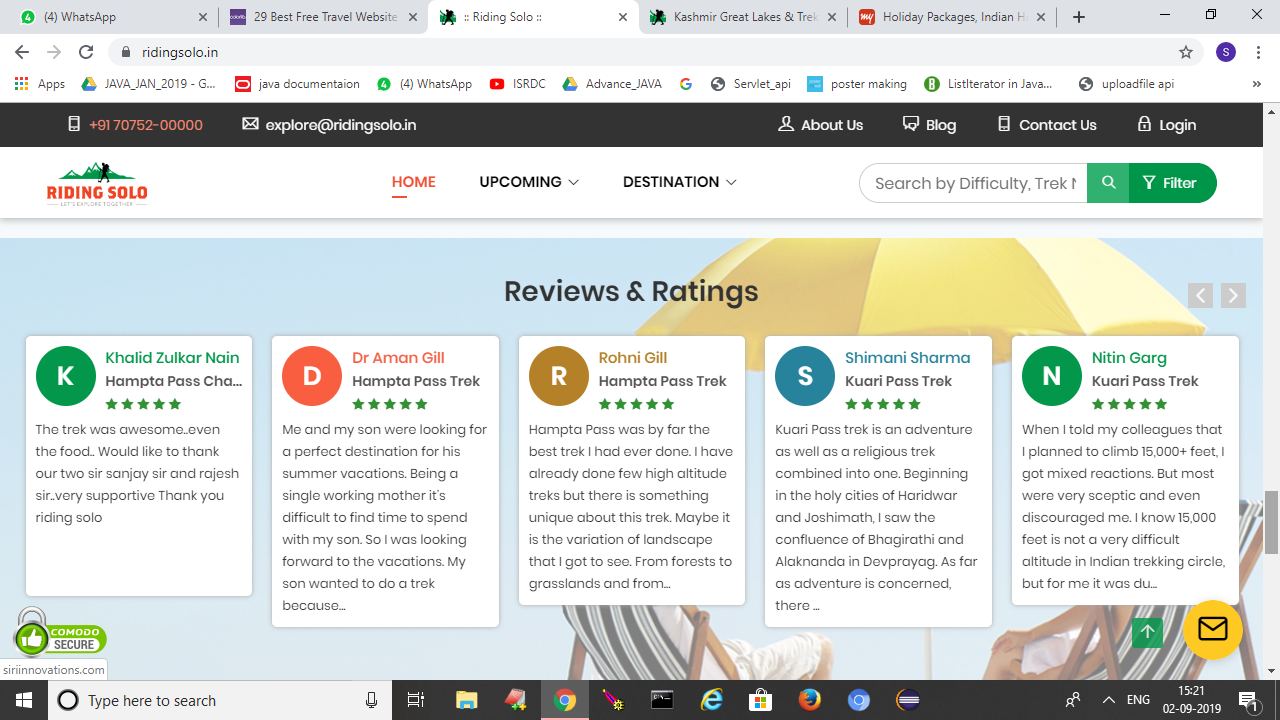 (4) WhatsApp
29 Best Free Travel Website
:: Riding Solo ::
Kashmir Great Lakes & Trek
Holiday Packages, Indian H
ridingsolo.in
S
Apps
JAVA_JAN_2019 - G...
java documentaion
(4) WhatsApp
ISRDC
Advance_JAVA
Servlet_api
poster making
ListIterator in Java...
uploadfile api
+91 70752-00000
explore@ridingsolo.in
About Us
Blog
Contact Us
Login
RIDING SOLO
LET'S EXPLORE TOGETHER
HOME
UPCOMING
DESTINATION
Search by Difficulty, Trek N
Filter
Reviews & Ratings
K
Khalid Zulkar Nain
Hampta Pass Cha...
The trek was awesome..even
the food.. Would like to thank
our two sir sanjay sir and rajesh
sir..very supportive Thank you
riding solo
D
Dr Aman Gill
Hampta Pass Trek
Me and my son were looking for
a perfect destination for his
summer vacations. Being a
single working mother it's
difficult to find time to spend
with my son. So I was looking
forward to the vacations. My
son wanted to do a trek
because...
R
Rohni Gill
Hampta Pass Trek
Hampta Pass was by far the
best trek I had ever done. I have
already done few high altitude
treks but there is something
unique about this trek. Maybe it
is the variation of landscape
that I got to see. From forests to
grasslands and from...
S
Shimani Sharma
Kuari Pass Trek
Kuari Pass trek is an adventure
as well as a religious trek
combined into one. Beginning
in the holy cities of Haridwar
and Joshimath, I saw the
confluence of Bhagirathi and
Alaknanda in Devprayag. As far
as adventure is concerned,
there ...
N
Nitin Garg
Kuari Pass Trek
When I told my colleagues that
I planned to climb 15,000+ feet, I
got mixed reactions. But most
were very sceptic and even
discouraged me. I know 15,000
feet is not a very difficult
altitude in Indian trekking circle,
but for me it was du...
COMODO
SECURE
siriinnovations.com
Type here to search
ENG
15:21
02-09-2019
1